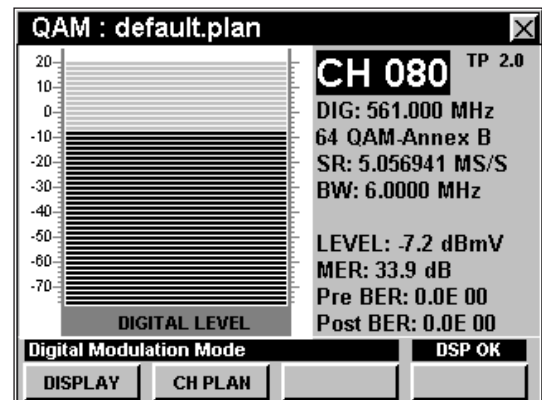 QAM : default.plan
20
10
0
-10
-20
-30
-40
-50
-60
-70
DIGITAL LEVEL
CH 080
TP 2.0
DIG: 561.000 MHz
64 QAM-Annex B
SR: 5.056941 MS/S
BW: 6.0000 MHz
LEVEL: -7.2 dBmV
MER: 33.9 dB
Pre BER: 0.0E 00
Post BER: 0.0E 00
Digital Modulation Mode
DSP OK
DISPLAY
CH PLAN